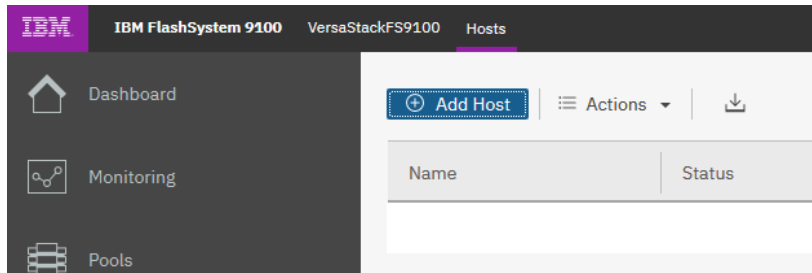 IBM IBM FlashSystem 9100 VersaStackFS9100 Hosts
Dashboard
Add Host Actions
Monitoring
Name Status
Pools